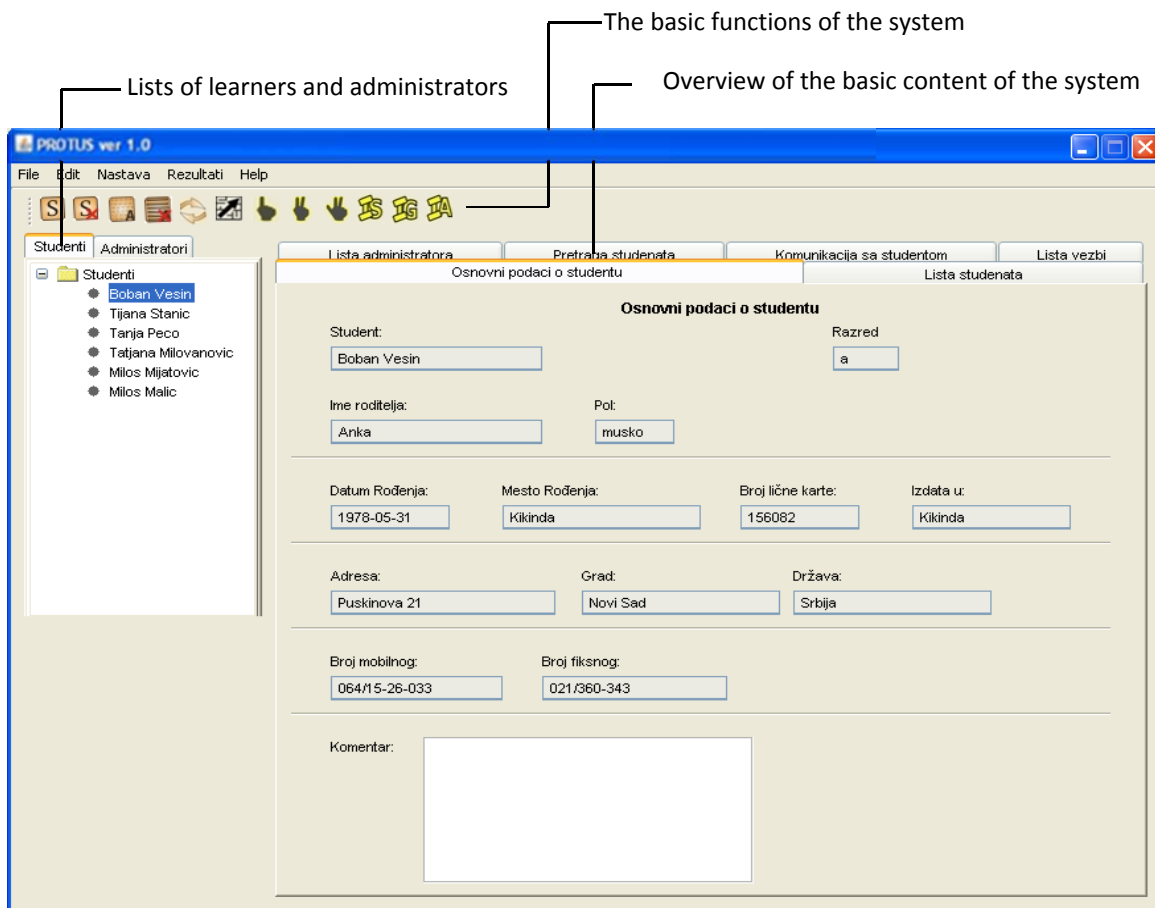 The basic functions of the system
Lists of learners and administrators
Overview of the basic content of the system
PROTUS ver 1.0
File Edit Nastava Rezultati Help
S S A S G A
Studenti Administratori
Lista administratora Pretraga studenata Komunikacija sa studentom Lista vezbi
Osnovni podaci o studentu Lista studenata
Studenti
Boban Vesin
Tijana Stanic
Tanja Peco
Tatjana Milovanovic
Milos Mijatovic
Milos Malic
Osnovni podaci o studentu
Student: Razred
Boban Vesin a
Ime roditelja: Pol:
Anka musko
Datum Rođenja: Mesto Rođenja: Broj lične karte: Izdata u:
1978-05-31 Kikinda 156082 Kikinda
Adresa: Grad: Država:
Puskinova 21 Novi Sad Srbija
Broj mobilnog: Broj fiksnog:
064/15-26-033 021/360-343
Komentar: